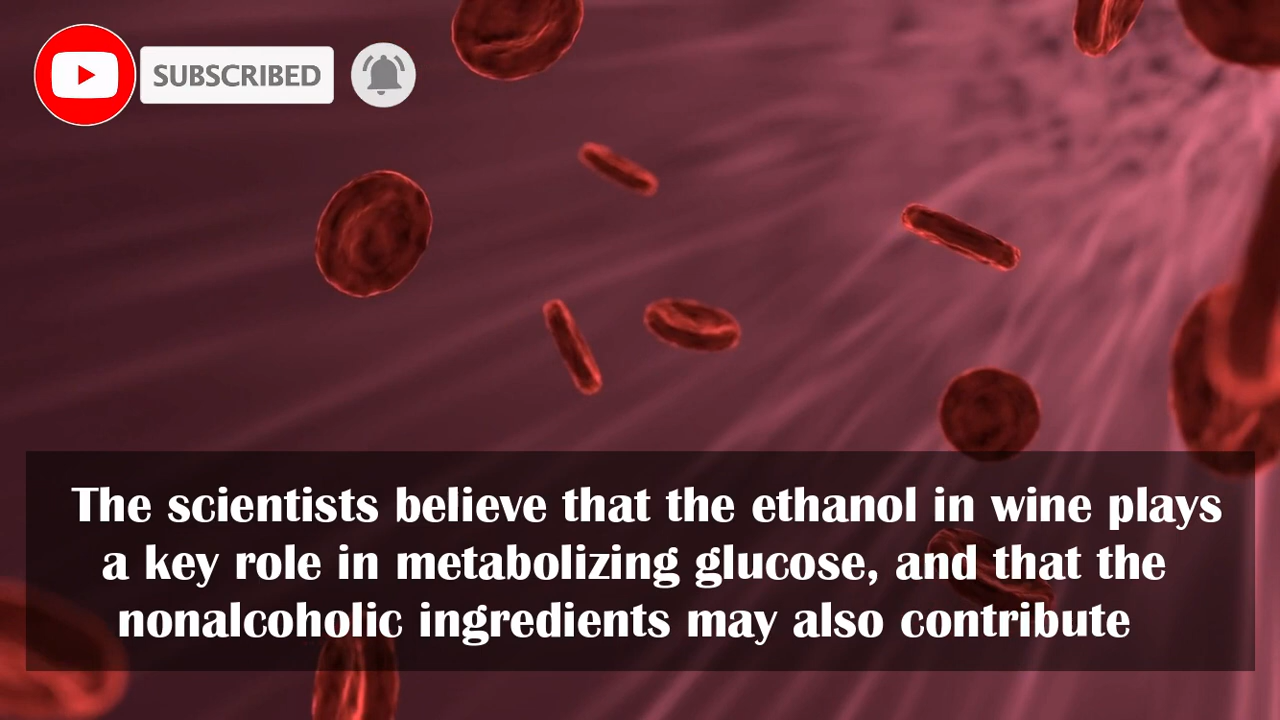 SUBSCRIBED
The scientists believe that the ethanol in wine plays
a key role in metabolizing glucose, and that the
nonalcoholic ingredients may also contribute